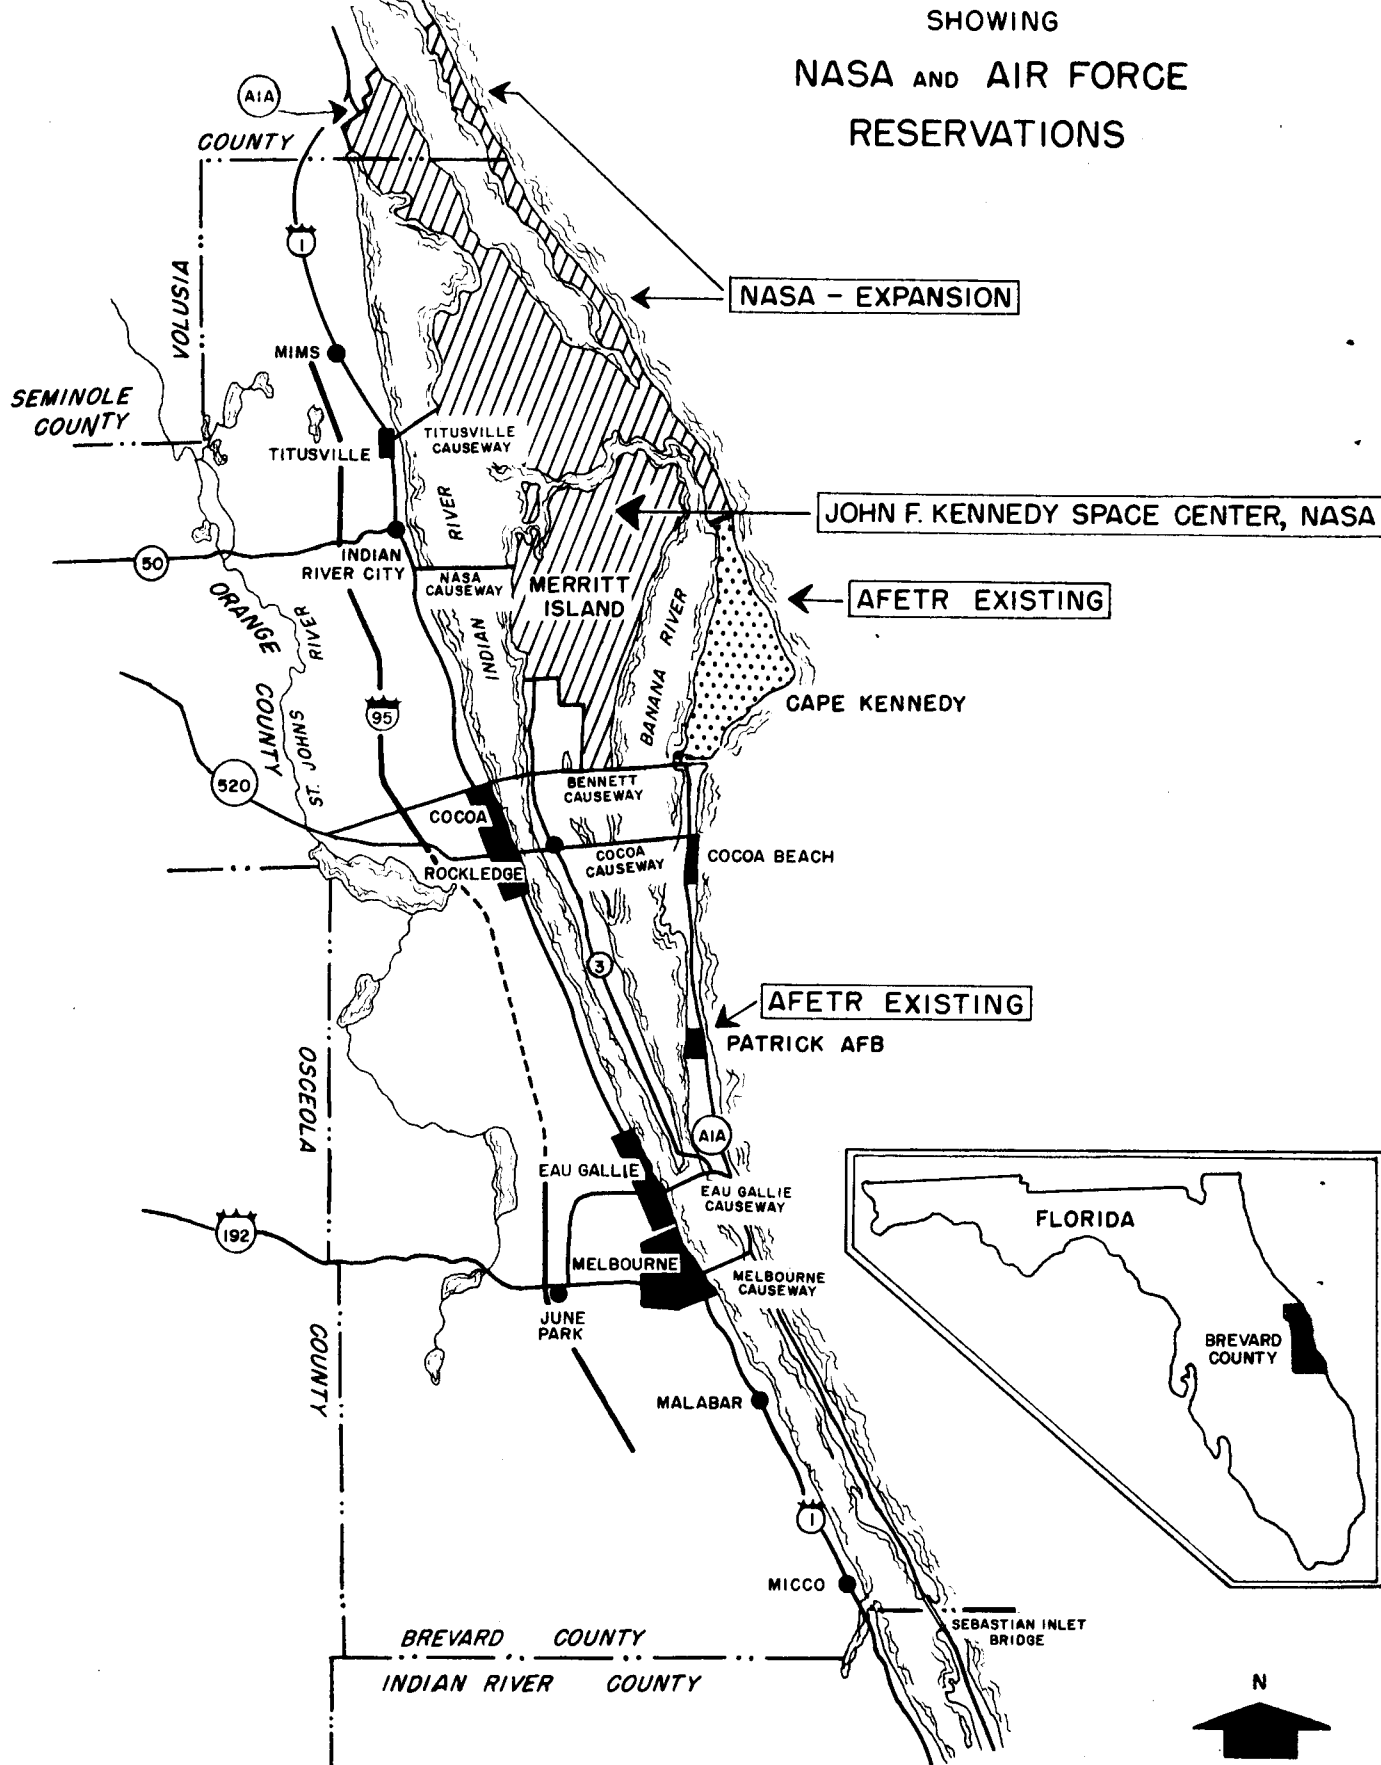 SHOWING
NASA AND AIR FORCE
RESERVATIONS
A1A
COUNTY
VOLUSIA
1
NASA - EXPANSION
MIMS
SEMINOLE
COUNTY
TITUSVILLE
CAUSEWAY
TITUSVILLE
RIVER
JOHN F. KENNEDY SPACE CENTER, NASA
50
INDIAN
RIVER CITY
NASA
CAUSEWAY
MERRITT
ISLAND
AFETR EXISTING
ORANGE
COUNTY
RIVER
ST. JOHNS
INDIAN
BANANA RIVER
95
CAPE KENNEDY
520
BENNETT
CAUSEWAY
COCOA
COCOA
CAUSEWAY
COCOA BEACH
ROCKLEDGE
3
AFETR EXISTING
PATRICK AFB
OSCEOLA
COUNTY
A1A
EAU GALLIE
EAU GALLIE
CAUSEWAY
192
MELBOURNE
MELBOURNE
CAUSEWAY
JUNE
PARK
FLORIDA
BREVARD
COUNTY
MALABAR
1
MICCO
SEBASTIAN INLET
BRIDGE
BREVARD COUNTY
INDIAN RIVER COUNTY
N